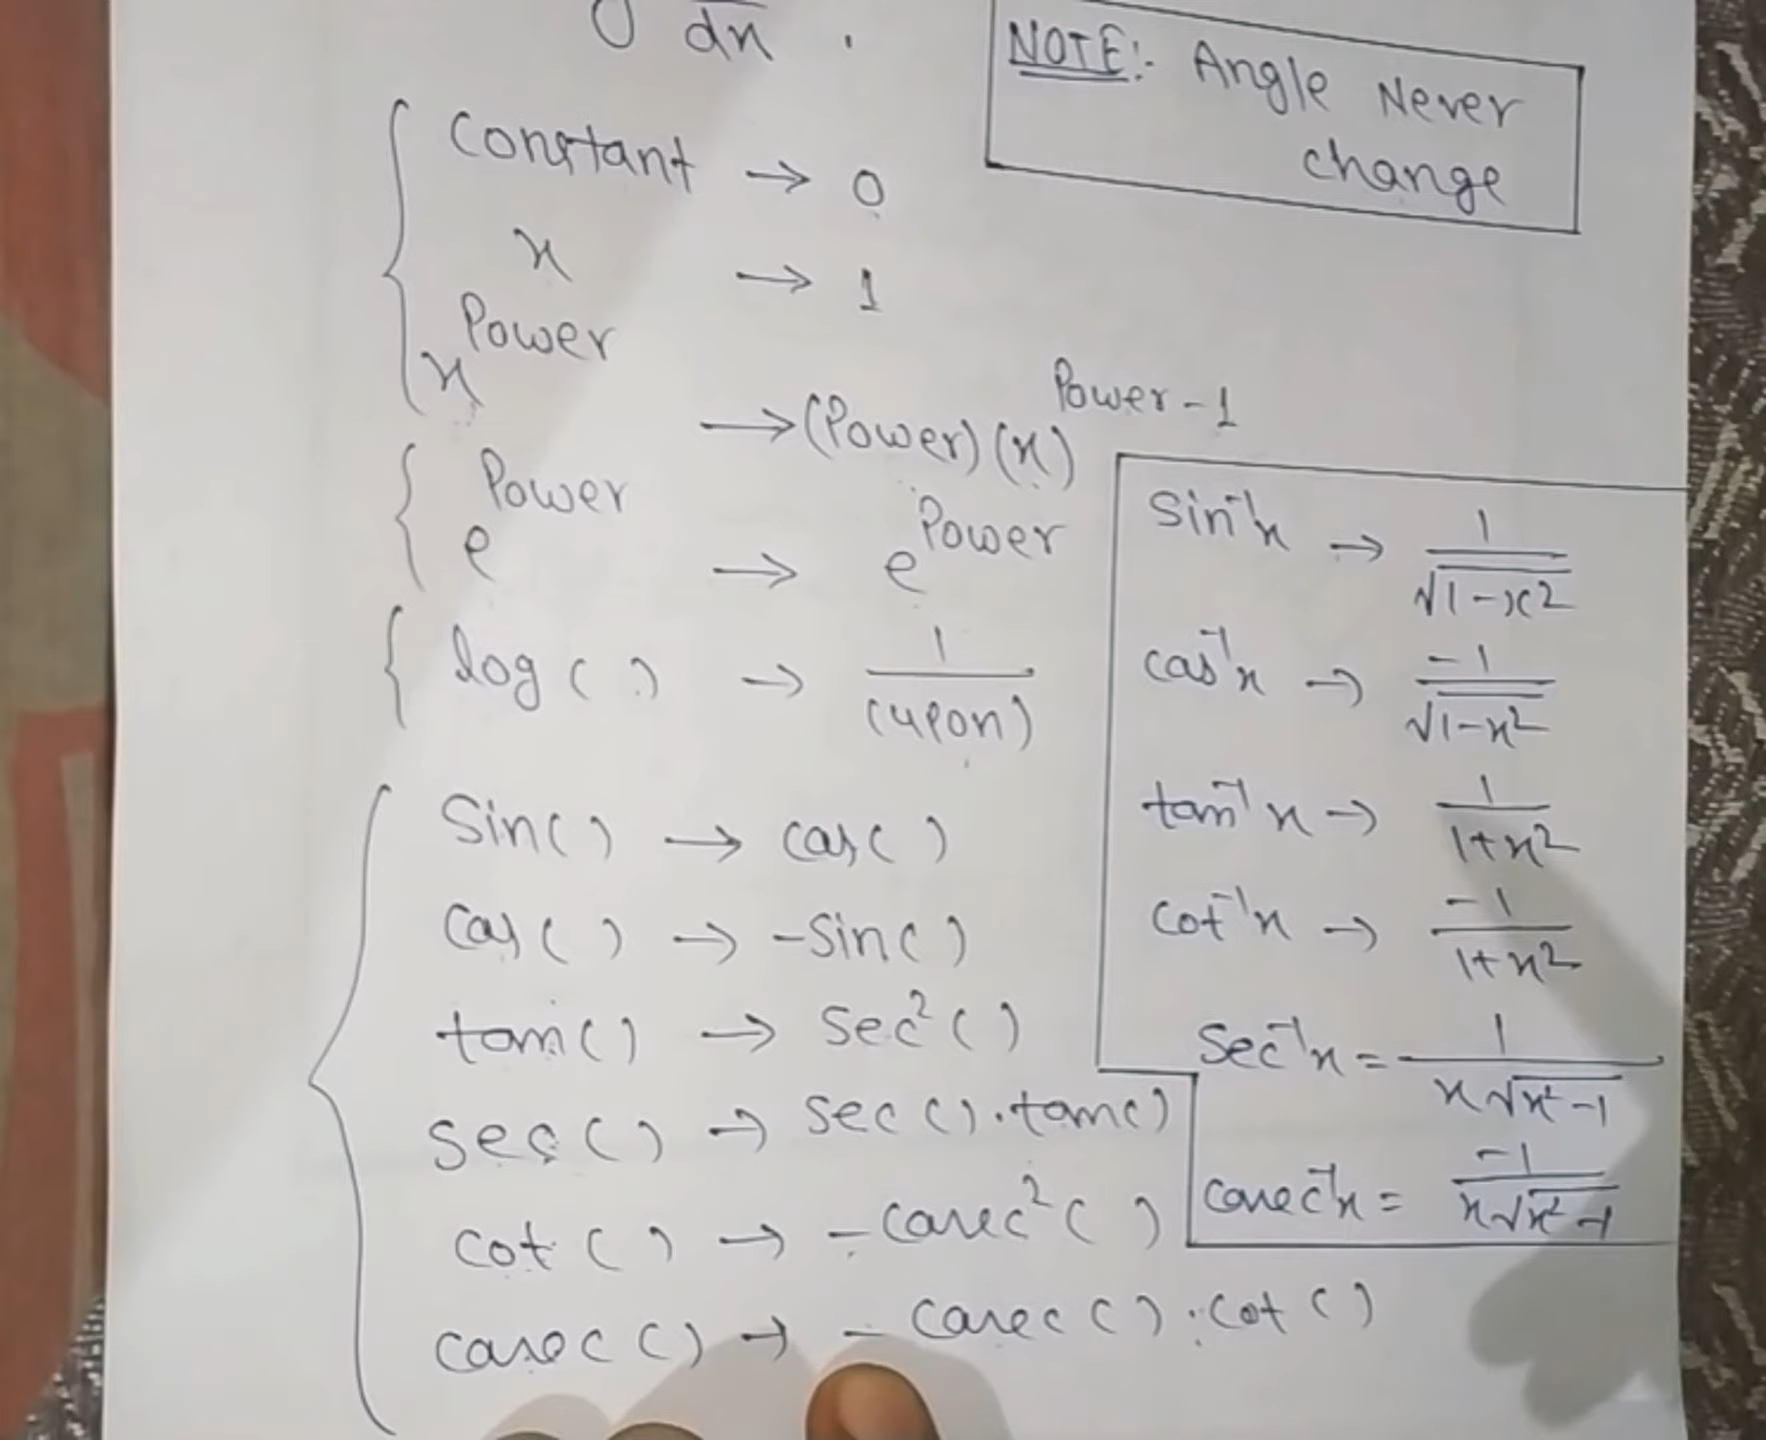 dx .
NOTE:- Angle Never
change
Constant → 0
x → 1
x^Power → (Power)(x)^Power-1
e^Power → e^Power
log( ) → 1/(upon)
Sin( ) → cos( )
Cos( ) → -Sin( )
tan( ) → Sec²( )
Sec( ) → Sec( ).tan( )
Cot( ) → -Cosec²( )
Cosec( ) → - Cosec( ).Cot( )
Sin⁻¹x → 1/√1-x²
Cos⁻¹x → -1/√1-x²
tan⁻¹x → 1/1+x²
Cot⁻¹x → -1/1+x²
Sec⁻¹x = 1/x√x²-1
Cosec⁻¹x = -1/x√x²-1